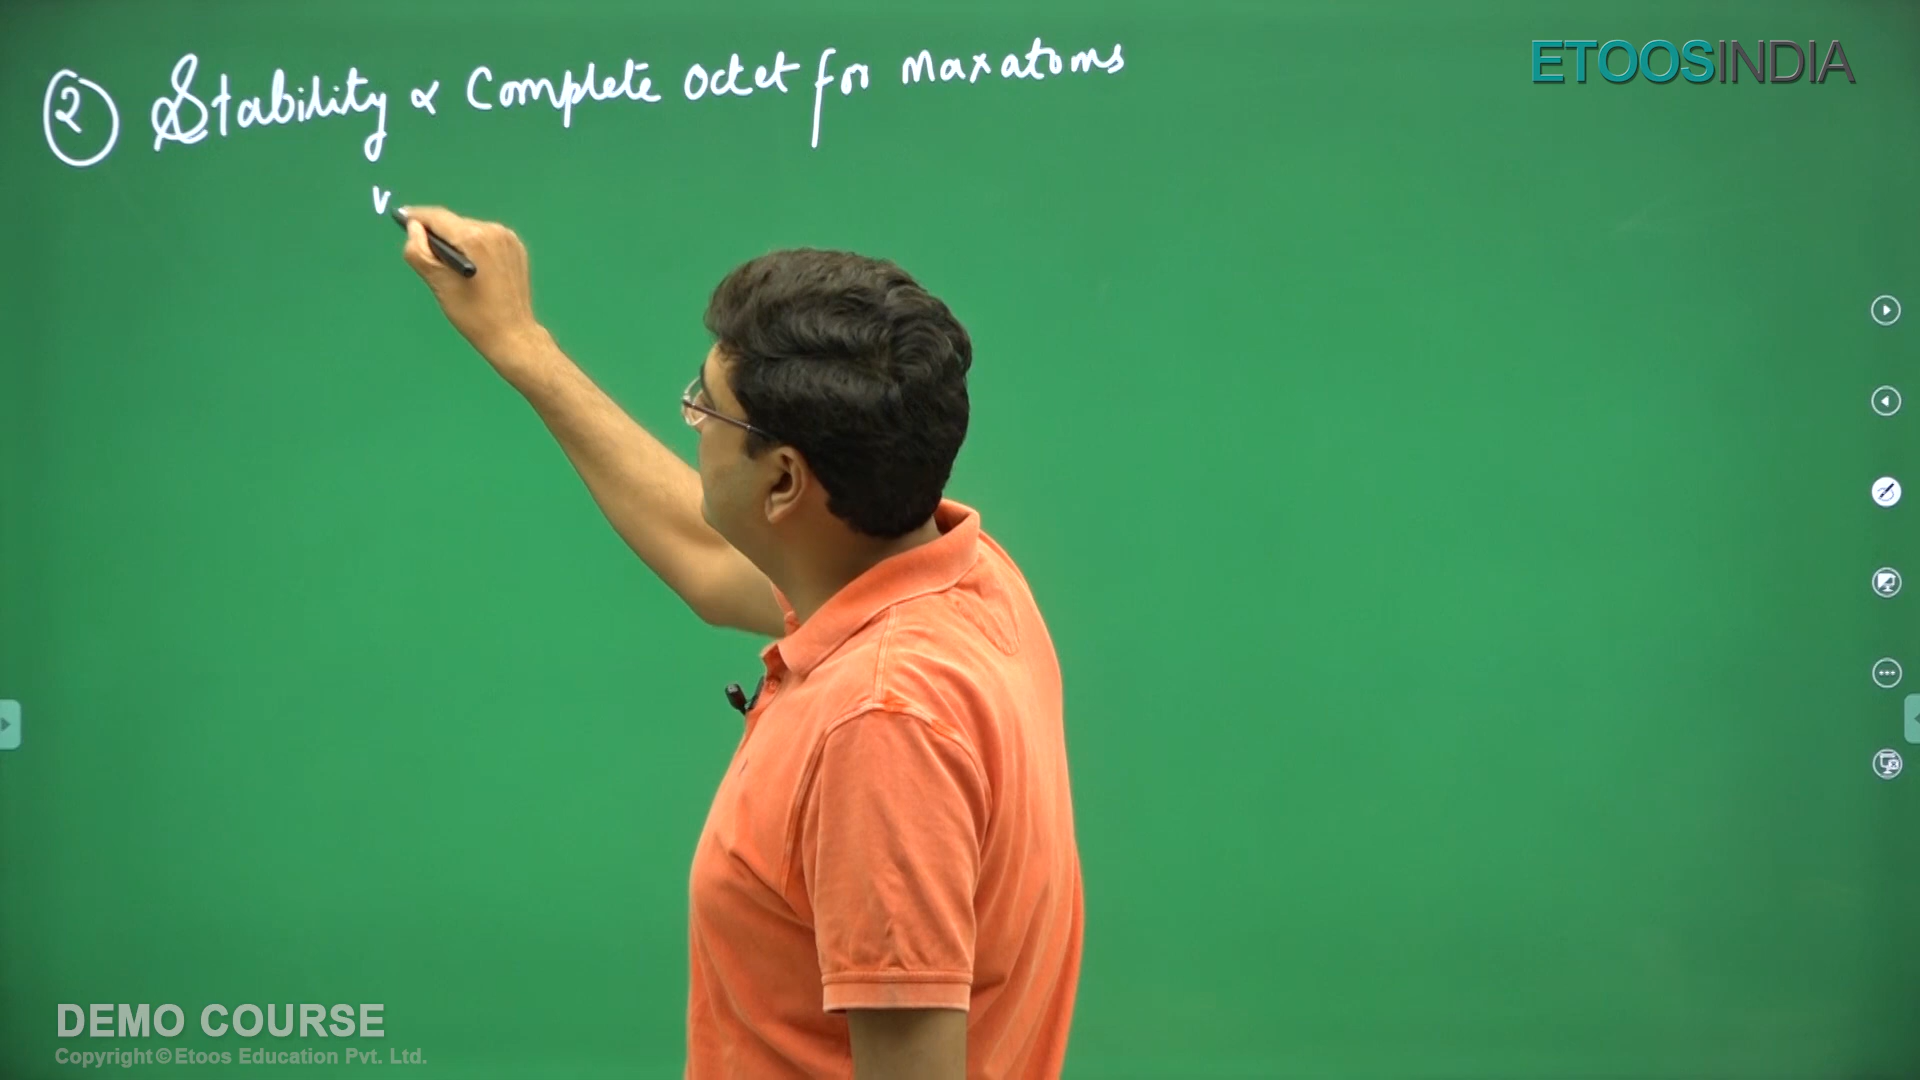 ② Stability ∝ Complete octet for max atoms
v
ETOOSINDIA
DEMO COURSE
Copyright © Etoos Education Pvt. Ltd.